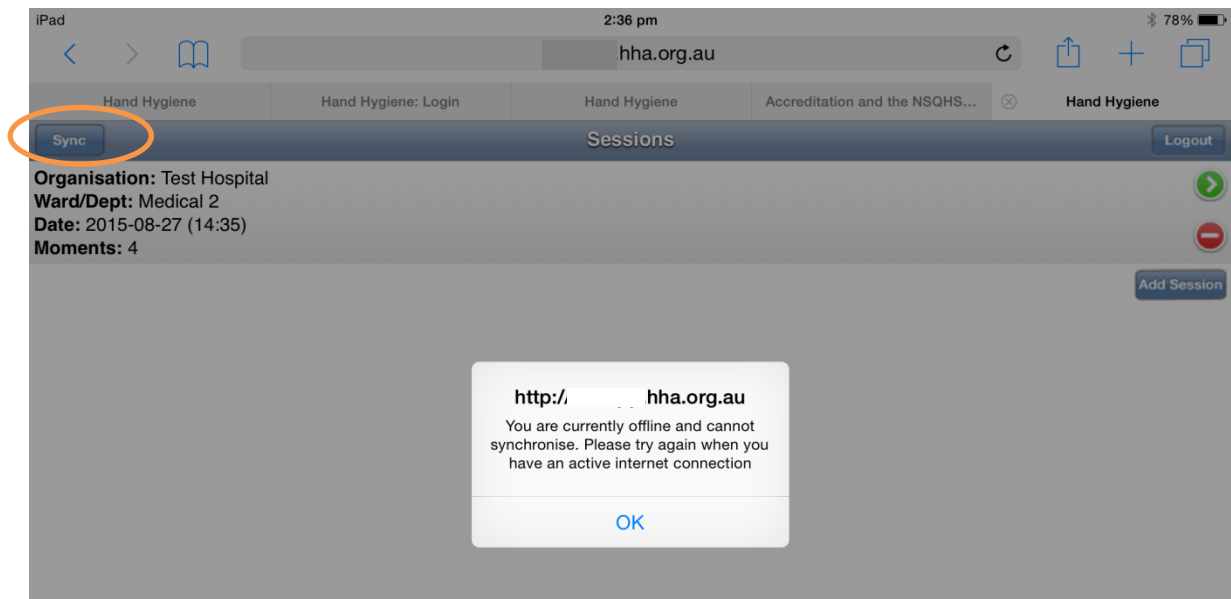 iPad 2:36 pm 78%
hha.org.au
Hand Hygiene Hand Hygiene: Login Hand Hygiene Accreditation and the NSQHS... Hand Hygiene
Sync Sessions Logout
Organisation: Test Hospital
Ward/Dept: Medical 2
Date: 2015-08-27 (14:35)
Moments: 4
Add Session
http:// hha.org.au
You are currently offline and cannot
synchronise. Please try again when you
have an active internet connection
OK